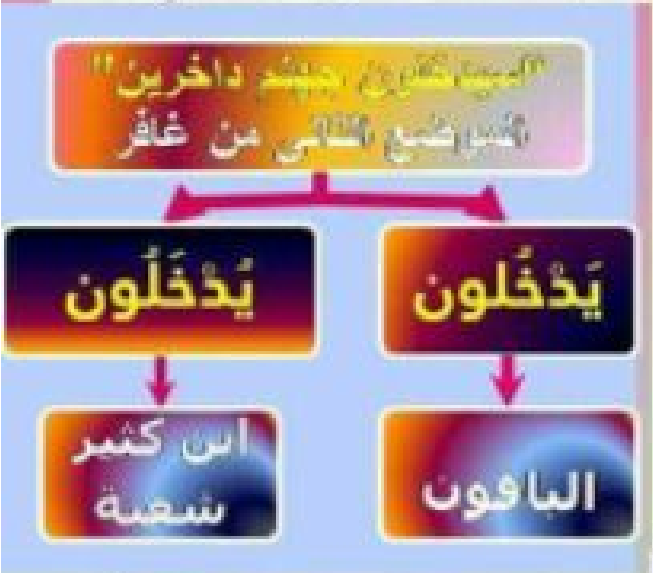 "سيدخلون جهنم داخرين"
الموضع الثاني من غافر
يَدْخُلون
يُدْخَلُون
الباقون
ابن كثير
شعبة